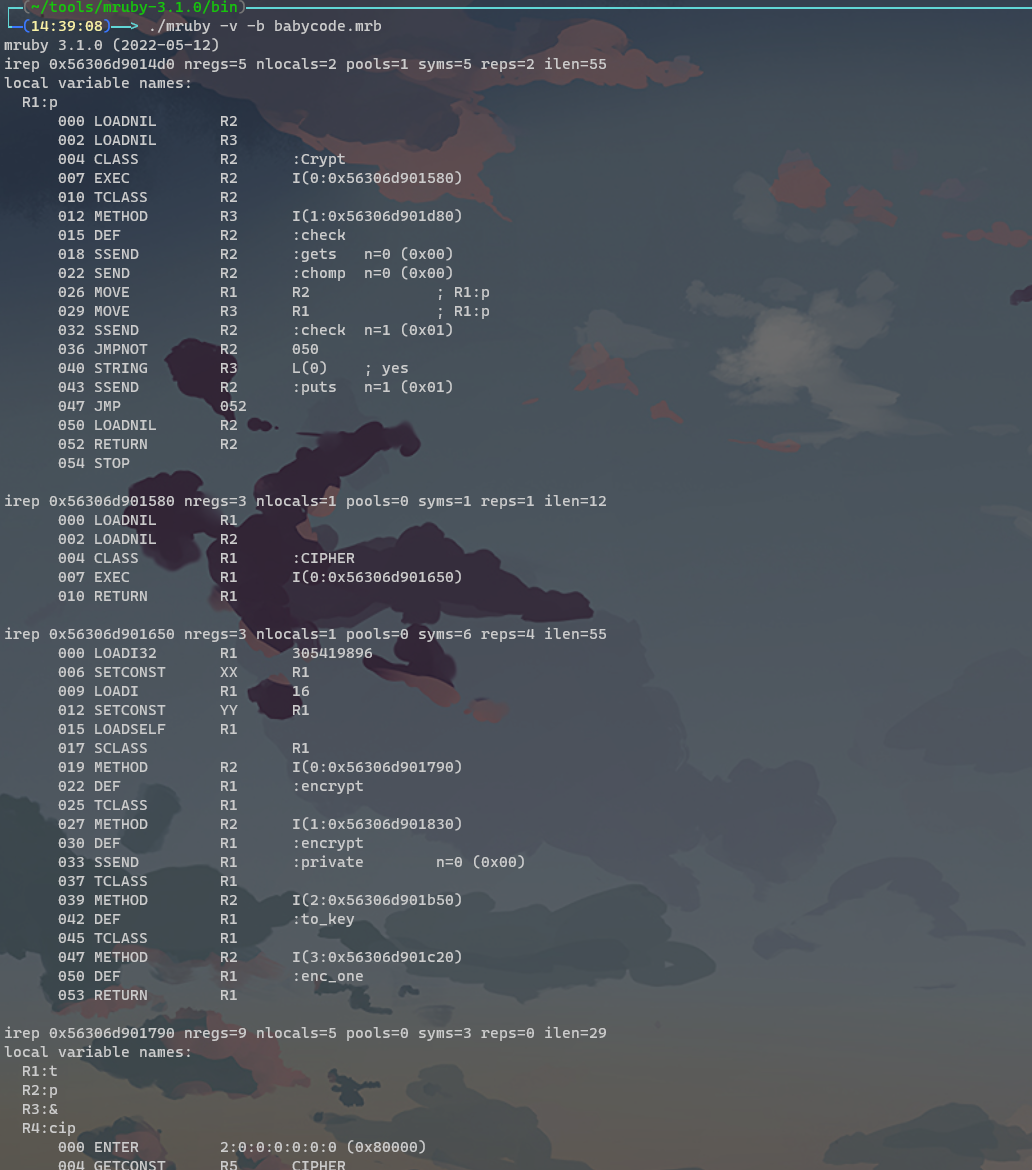 (~/tools/mruby-3.1.0/bin)
(14:39:08)——> ./mruby -v -b babycode.mrb
mruby 3.1.0 (2022-05-12)
irep 0x56306d9014d0 nregs=5 nlocals=2 pools=1 syms=5 reps=2 ilen=55
local variable names:
  R1:p
      000 LOADNIL       R2
      002 LOADNIL       R3
      004 CLASS         R2      :Crypt
      007 EXEC          R2      I(0:0x56306d901580)
      010 TCLASS        R2
      012 METHOD        R3      I(1:0x56306d901d80)
      015 DEF           R2      :check
      018 SSEND         R2      :gets   n=0 (0x00)
      022 SEND          R2      :chomp  n=0 (0x00)
      026 MOVE          R1      R2              ; R1:p
      029 MOVE          R3      R1              ; R1:p
      032 SSEND         R2      :check  n=1 (0x01)
      036 JMPNOT        R2      050
      040 STRING        R3      L(0)    ; yes
      043 SSEND         R2      :puts   n=1 (0x01)
      047 JMP           052
      050 LOADNIL       R2
      052 RETURN        R2
      054 STOP
irep 0x56306d901580 nregs=3 nlocals=1 pools=0 syms=1 reps=1 ilen=12
      000 LOADNIL       R1
      002 LOADNIL       R2
      004 CLASS         R1      :CIPHER
      007 EXEC          R1      I(0:0x56306d901650)
      010 RETURN        R1
irep 0x56306d901650 nregs=3 nlocals=1 pools=0 syms=6 reps=4 ilen=55
      000 LOADI32       R1      305419896
      006 SETCONST      XX      R1
      009 LOADI         R1      16
      012 SETCONST      YY      R1
      015 LOADSELF      R1
      017 SCLASS                R1
      019 METHOD        R2      I(0:0x56306d901790)
      022 DEF           R1      :encrypt
      025 TCLASS        R1
      027 METHOD        R2      I(1:0x56306d901830)
      030 DEF           R1      :encrypt
      033 SSEND         R1      :private        n=0 (0x00)
      037 TCLASS        R1
      039 METHOD        R2      I(2:0x56306d901b50)
      042 DEF           R1      :to_key
      045 TCLASS        R1
      047 METHOD        R2      I(3:0x56306d901c20)
      050 DEF           R1      :enc_one
      053 RETURN        R1
irep 0x56306d901790 nregs=9 nlocals=5 pools=0 syms=3 reps=0 ilen=29
local variable names:
  R1:t
  R2:p
  R3:&
  R4:cip
      000 ENTER         2:0:0:0:0:0:0 (0x80000)
      004 GETCONST      R5      CIPHER